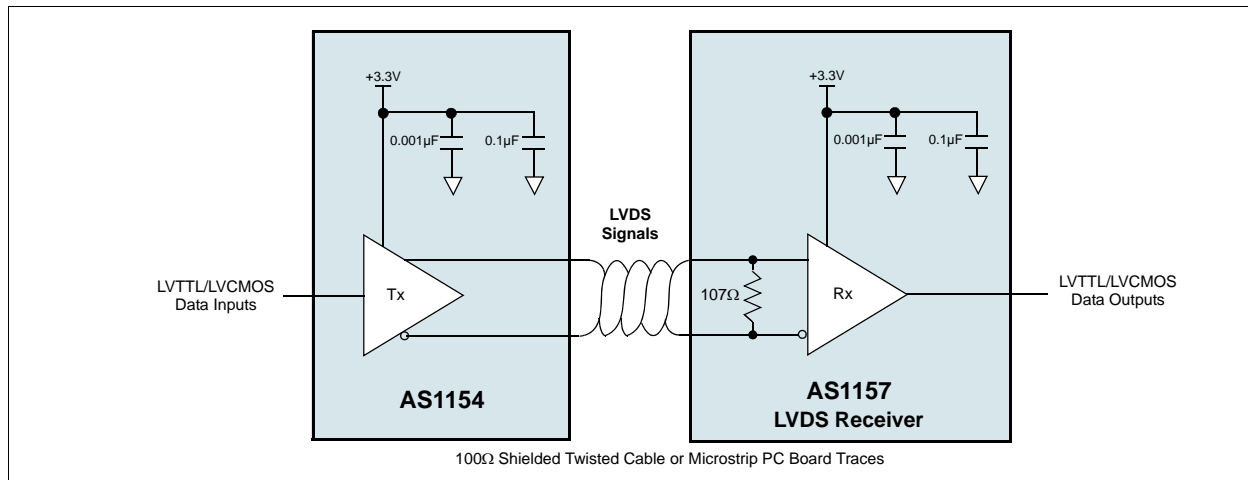 +3.3V
0.001µF
0.1µF
+3.3V
0.001µF
0.1µF
LVDS
Signals
LVTTL/LVCMOS
Data Inputs
Tx
107Ω
Rx
LVTTL/LVCMOS
Data Outputs
AS1154
AS1157
LVDS Receiver
100Ω Shielded Twisted Cable or Microstrip PC Board Traces